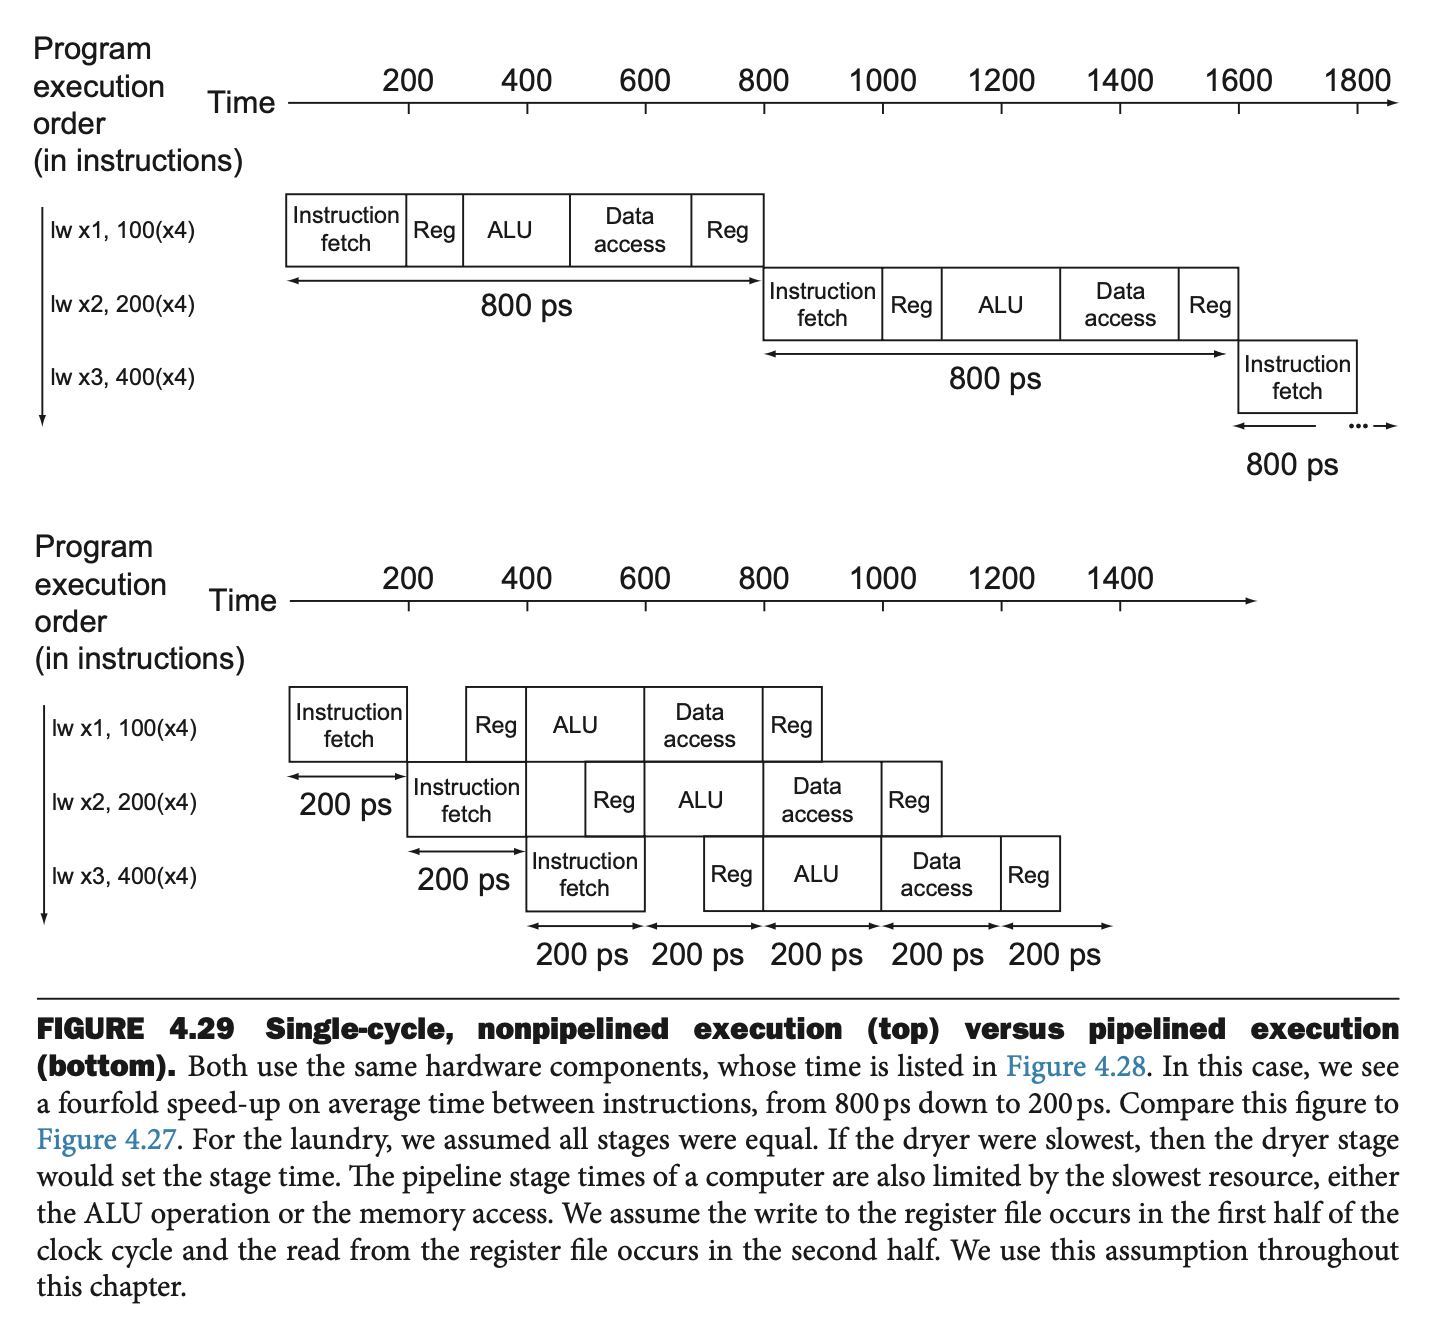 Program
execution
order
(in instructions)
Time
200 400 600 800 1000 1200 1400 1600 1800
lw x1, 100(x4)
Instruction
fetch
Reg
ALU
Data
access
Reg
800 ps
lw x2, 200(x4)
Instruction
fetch
Reg
ALU
Data
access
Reg
800 ps
lw x3, 400(x4)
Instruction
fetch
...
800 ps
Program
execution
order
(in instructions)
Time
200 400 600 800 1000 1200 1400
lw x1, 100(x4)
Instruction
fetch
Reg
ALU
Data
access
Reg
200 ps
lw x2, 200(x4)
Instruction
fetch
Reg
ALU
Data
access
Reg
200 ps
lw x3, 400(x4)
Instruction
fetch
Reg
ALU
Data
access
Reg
200 ps 200 ps 200 ps 200 ps 200 ps
FIGURE 4.29 Single-cycle, nonpipelined execution (top) versus pipelined execution
(bottom). Both use the same hardware components, whose time is listed in Figure 4.28. In this case, we see
a fourfold speed-up on average time between instructions, from 800 ps down to 200 ps. Compare this figure to
Figure 4.27. For the laundry, we assumed all stages were equal. If the dryer were slowest, then the dryer stage
would set the stage time. The pipeline stage times of a computer are also limited by the slowest resource, either
the ALU operation or the memory access. We assume the write to the register file occurs in the first half of the
clock cycle and the read from the register file occurs in the second half. We use this assumption throughout
this chapter.